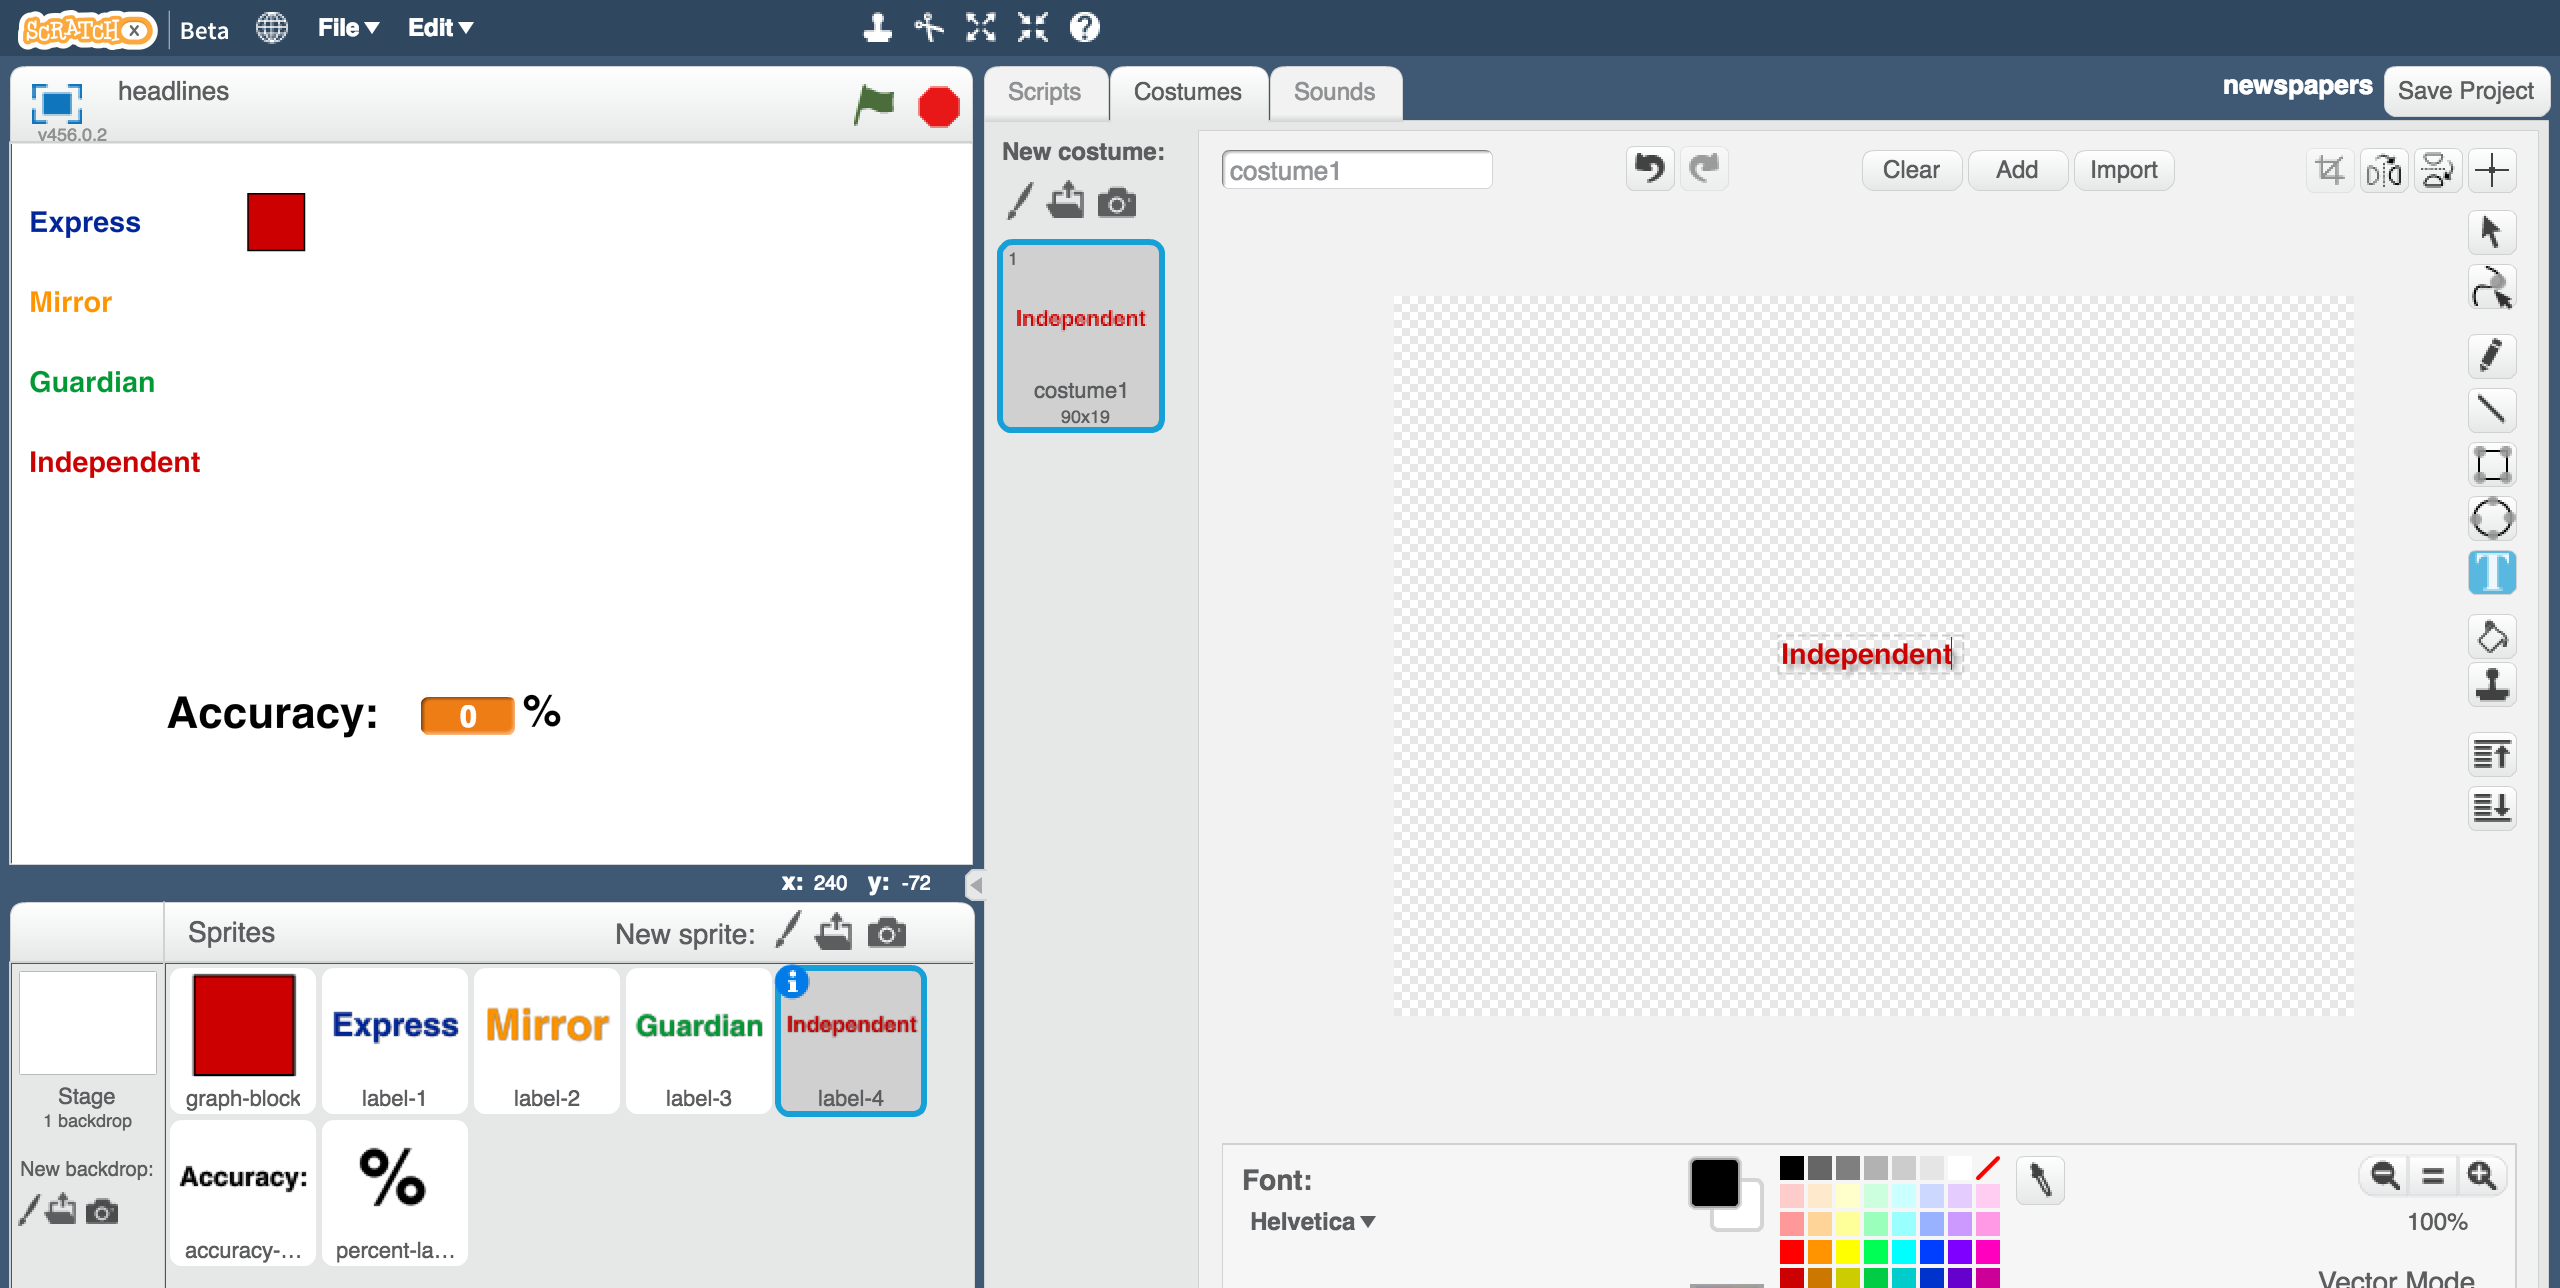 SCRATCH X
Beta
File
Edit
headlines
v456.0.2
Express
Mirror
Guardian
Independent
Accuracy: 0 %
x: 240 y: -72
Sprites
New sprite:
Stage
1 backdrop
New backdrop:
graph-block
Express
label-1
Mirror
label-2
Guardian
label-3
i
Independent
label-4
Accuracy:
accuracy-...
%
percent-la...
Scripts
Costumes
Sounds
newspapers
Save Project
New costume:
1
Independent
costume1
90x19
costume1
Clear
Add
Import
Independent
T
Font:
Helvetica
100%
Vector Mode